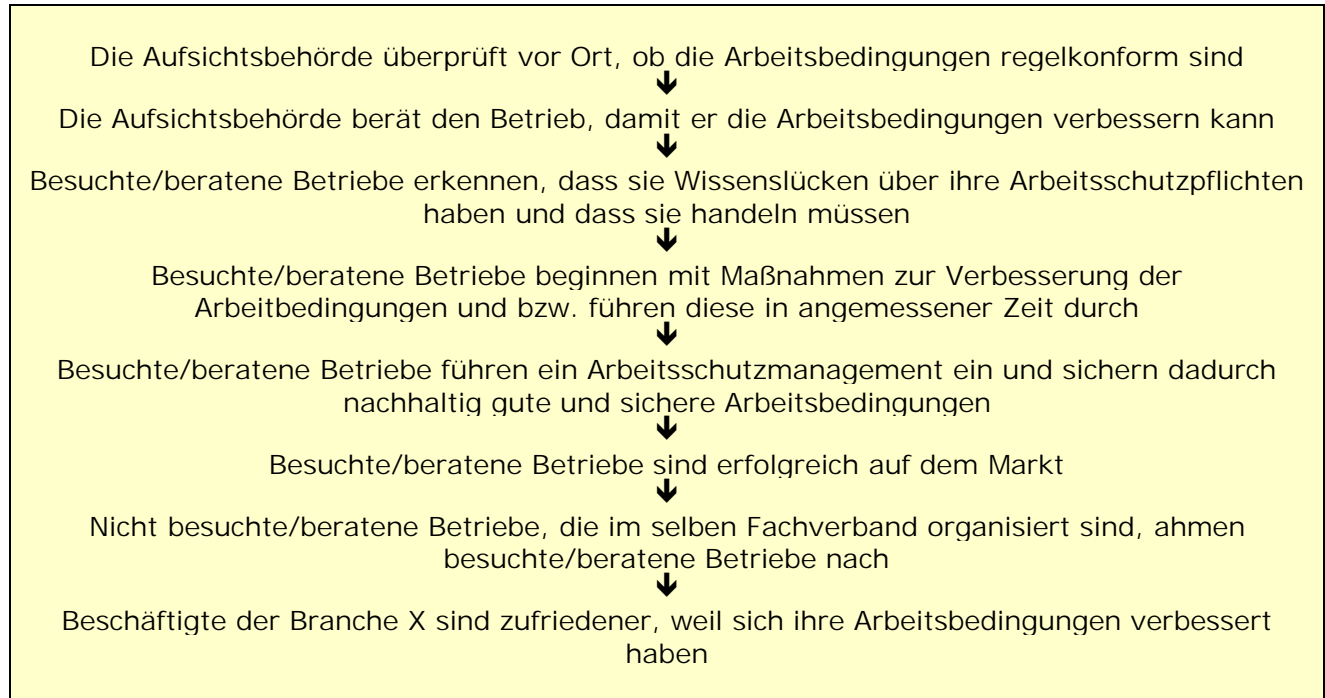 Die Aufsichtsbehörde überprüft vor Ort, ob die Arbeitsbedingungen regelkonform sind
Die Aufsichtsbehörde berät den Betrieb, damit er die Arbeitsbedingungen verbessern kann
Besuchte/beratene Betriebe erkennen, dass sie Wissenslücken über ihre Arbeitsschutzpflichten
haben und dass sie handeln müssen
Besuchte/beratene Betriebe beginnen mit Maßnahmen zur Verbesserung der
Arbeitbedingungen und bzw. führen diese in angemessener Zeit durch
Besuchte/beratene Betriebe führen ein Arbeitsschutzmanagement ein und sichern dadurch
nachhaltig gute und sichere Arbeitsbedingungen
Besuchte/beratene Betriebe sind erfolgreich auf dem Markt
Nicht besuchte/beratene Betriebe, die im selben Fachverband organisiert sind, ahmen
besuchte/beratene Betriebe nach
Beschäftigte der Branche X sind zufriedener, weil sich ihre Arbeitsbedingungen verbessert
haben